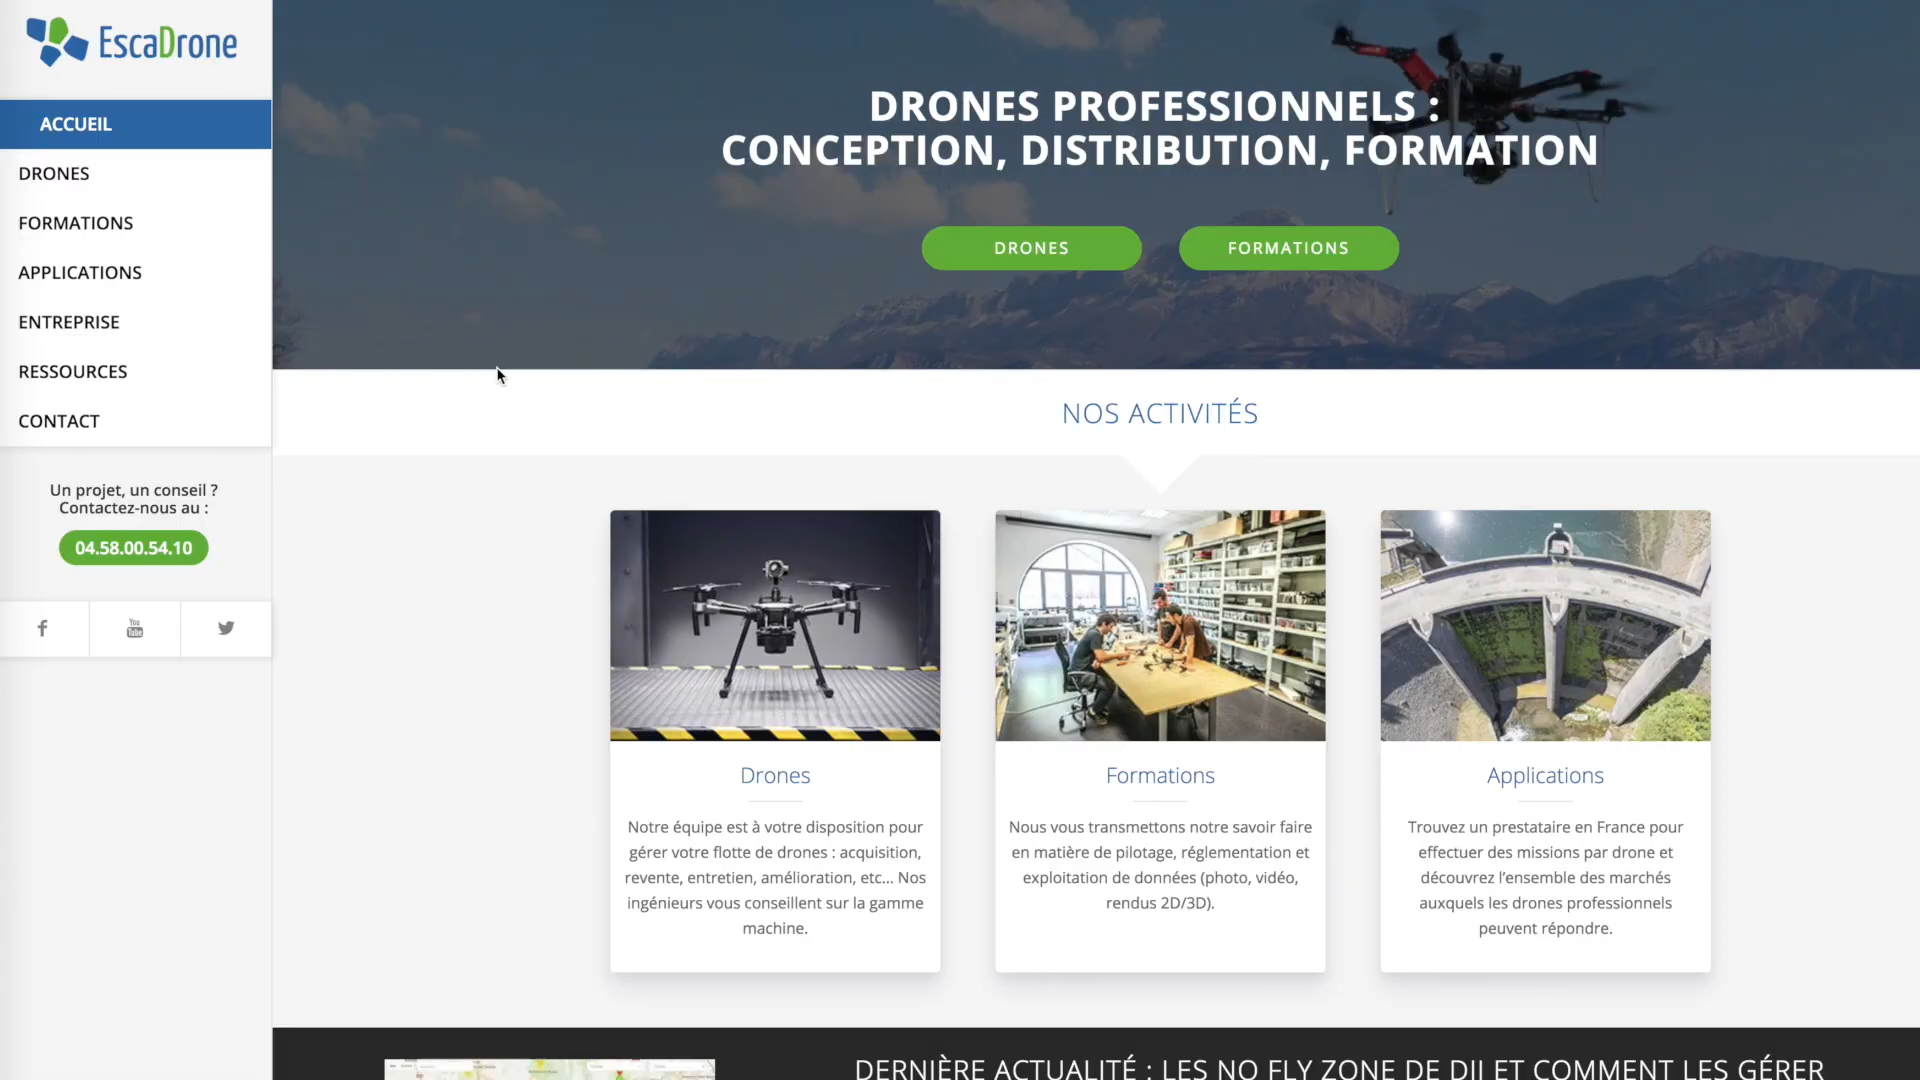 EscaDrone
ACCUEIL
DRONES
FORMATIONS
APPLICATIONS
ENTREPRISE
RESSOURCES
CONTACT
Un projet, un conseil ?
Contactez-nous au :
04.58.00.54.10
You
Tube
DRONES PROFESSIONNELS :
CONCEPTION, DISTRIBUTION, FORMATION
DRONES
FORMATIONS
NOS ACTIVITÉS
Drones
Notre équipe est à votre disposition pour
gérer votre flotte de drones : acquisition,
revente, entretien, amélioration, etc... Nos
ingénieurs vous conseillent sur la gamme
machine.
Formations
Nous vous transmettons notre savoir faire
en matière de pilotage, réglementation et
exploitation de données (photo, vidéo,
rendus 2D/3D).
Applications
Trouvez un prestataire en France pour
effectuer des missions par drone et
découvrez l'ensemble des marchés
auxquels les drones professionnels
peuvent répondre.
DERNIÈRE ACTUALITÉ : LES NO FLY ZONE DE DJI ET COMMENT LES GÉRER